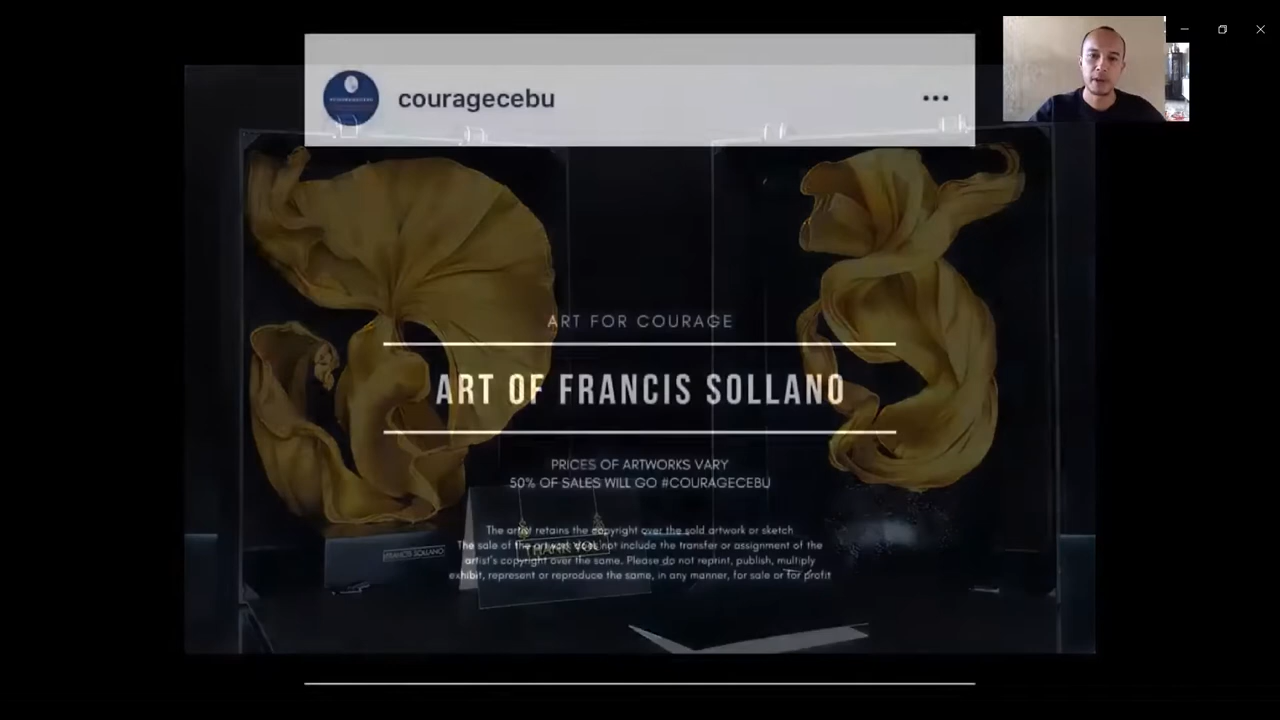 couragecebu
ART FOR COURAGE
ART OF FRANCIS SOLLANO
PRICES OF ARTWORKS VARY
50% OF SALES WILL GO #COURAGECEBU
The artist retains the copyright over the sold artwork or sketch
The sale of the artwork does not include the transfer or assignment of the
artist's copyright over the same. Please do not reprint, publish, multiply
exhibit, represent or reproduce the same, in any manner, for sale or for profit
FRANCIS SOLLANO
THANK YOU